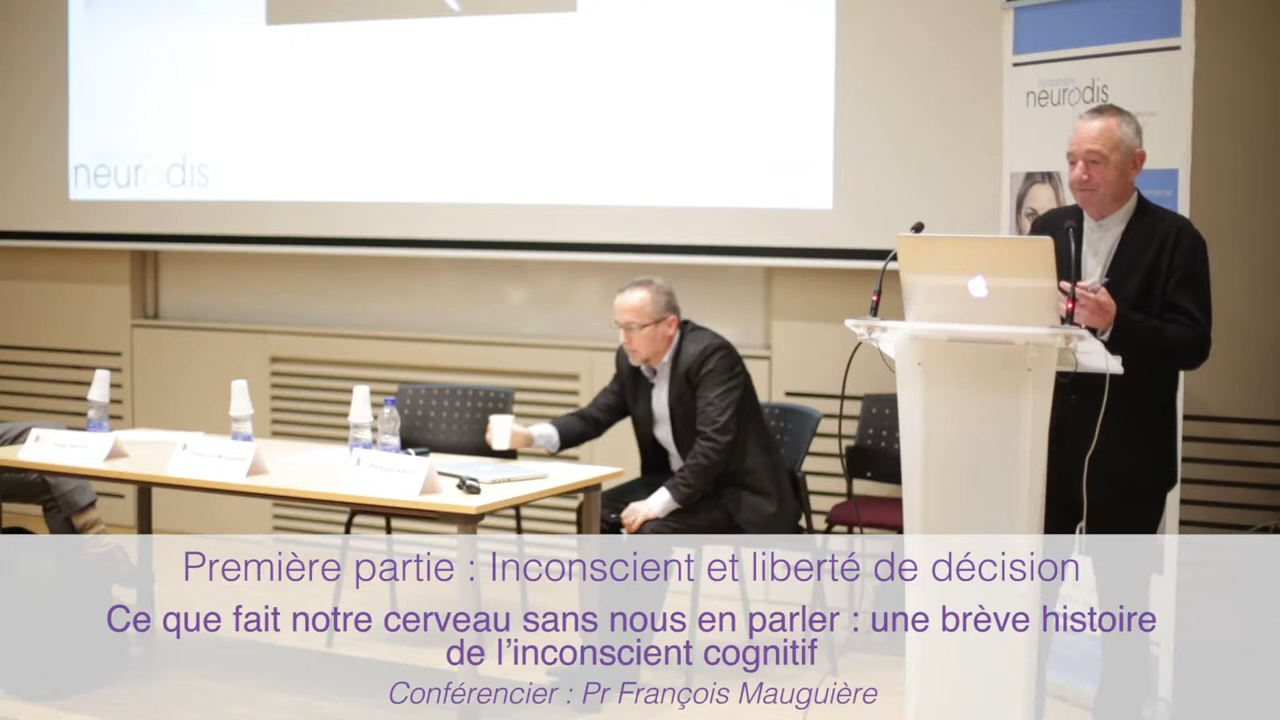 neurodis
neurodis
Première partie : Inconscient et liberté de décision
Ce que fait notre cerveau sans nous en parler : une brève histoire
de l'inconscient cognitif
Conférencier : Pr François Mauguière